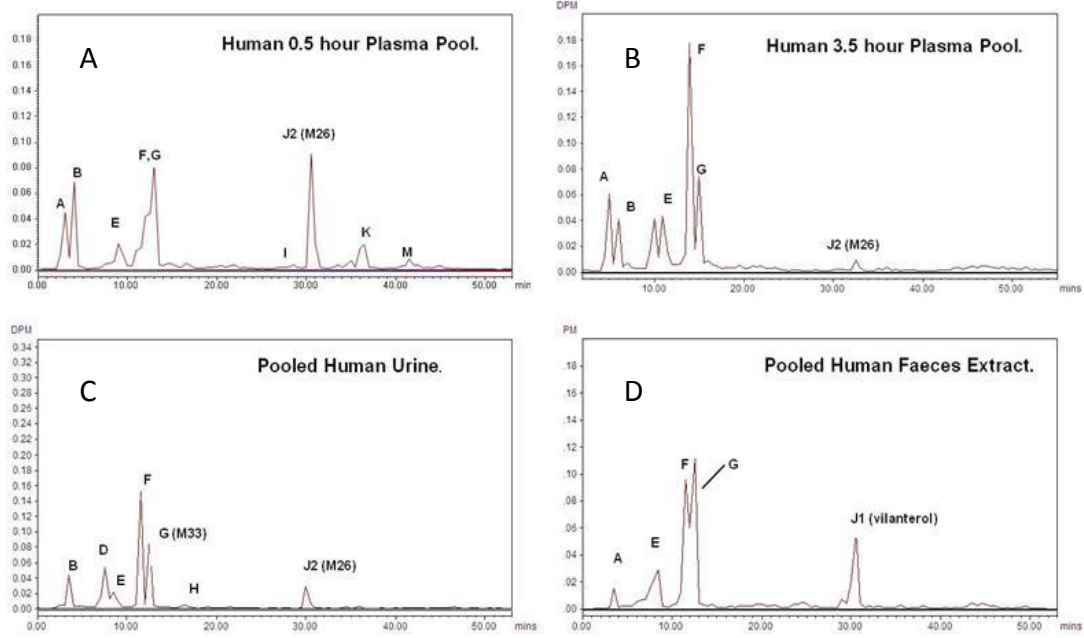 A
Human 0.5 hour Plasma Pool.
0.18
0.16
0.14
0.12
0.10
0.08
0.06
0.04
0.02
0.00
A
B
E
F,G
I
J2 (M26)
K
M
0.00 10.00 20.00 30.00 40.00 50.00 mins
DPM
B
Human 3.5 hour Plasma Pool.
0.18
0.16
0.14
0.12
0.10
0.08
0.06
0.04
0.02
0.00
A
B
E
F
G
J2 (M26)
10.00 20.00 30.00 40.00 50.00 mins
DPM
C
Pooled Human Urine.
0.34
0.32
0.30
0.28
0.26
0.24
0.22
0.20
0.18
0.16
0.14
0.12
0.10
0.08
0.06
0.04
0.02
0.00
B
D
E
F
G (M33)
H
J2 (M26)
0.00 10.00 20.00 30.00 40.00 50.00 mins
PM
D
Pooled Human Faeces Extract.
.18
.16
.14
.12
.10
.08
.06
.04
.02
.00
A
E
F
G
J1 (vilanterol)
0.00 10.00 20.00 30.00 40.00 50.00 mins